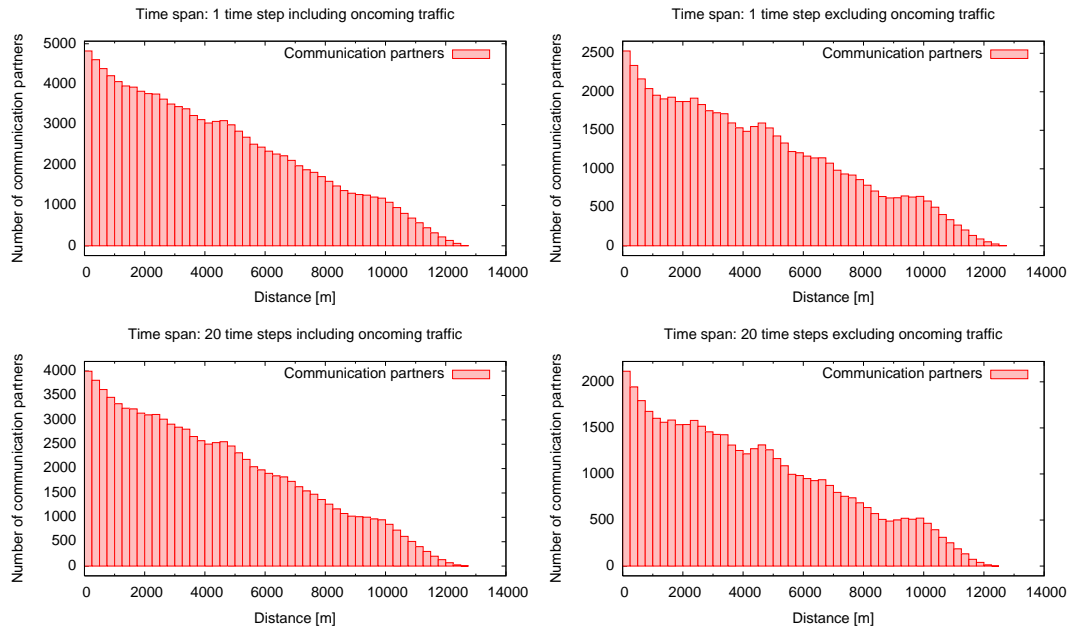 Time span: 1 time step including oncoming traffic
Number of communication partners
5000
4000
3000
2000
1000
0
Communication partners
0 2000 4000 6000 8000 10000 12000 14000
Distance [m]
Time span: 1 time step excluding oncoming traffic
Number of communication partners
2500
2000
1500
1000
500
0
Communication partners
0 2000 4000 6000 8000 10000 12000 14000
Distance [m]
Time span: 20 time steps including oncoming traffic
Number of communication partners
4000
3500
3000
2500
2000
1500
1000
500
0
Communication partners
0 2000 4000 6000 8000 10000 12000 14000
Distance [m]
Time span: 20 time steps excluding oncoming traffic
Number of communication partners
2000
1500
1000
500
0
Communication partners
0 2000 4000 6000 8000 10000 12000 14000
Distance [m]